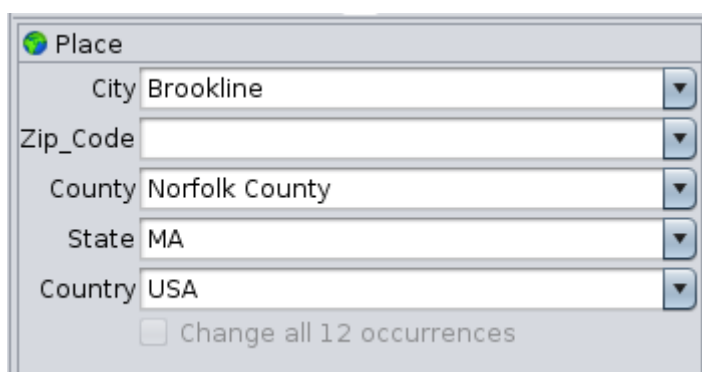 Place
City Brookline
Zip_Code
County Norfolk County
State MA
Country USA
Change all 12 occurrences